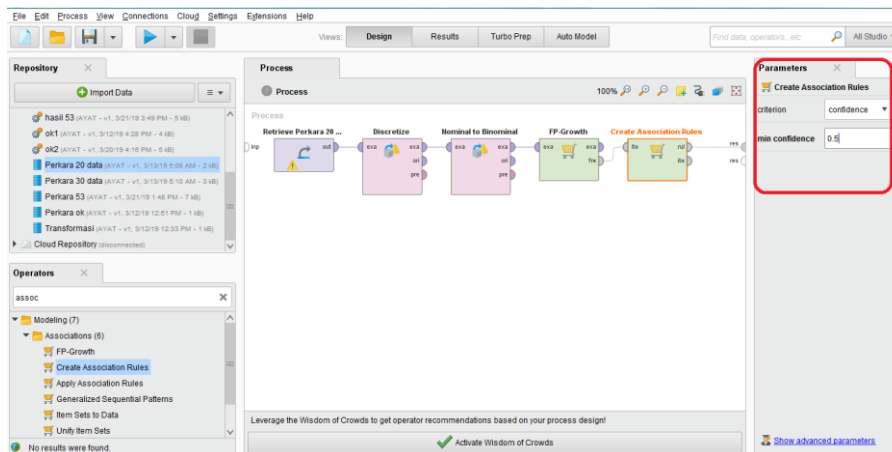 File Edit Process View Connections Cloud Settings Extensions Help
Views: Design Results Turbo Prep Auto Model
Find data, operators...etc All Studio
Repository
Import Data
hasil 53 (AYAT - v1, 3/21/19 3:49 PM - 5 kB)
ok1 (AYAT - v1, 3/12/19 4:28 PM - 4 kB)
ok2 (AYAT - v1, 3/20/19 4:16 PM - 5 kB)
Perkara 20 data (AYAT - v1, 3/13/19 5:08 AM - 2 kB)
Perkara 30 data (AYAT - v1, 3/13/19 5:10 AM - 3 kB)
Perkara 53 (AYAT - v1, 3/21/19 1:48 PM - 7 kB)
Perkara ok (AYAT - v1, 3/12/19 12:51 PM - 1 kB)
Transformasi (AYAT - v1, 3/12/19 12:33 PM - 1 kB)
Cloud Repository (disconnected)
Operators
assoc
Modeling (7)
Associations (6)
FP-Growth
Create Association Rules
Apply Association Rules
Generalized Sequential Patterns
Item Sets to Data
Unify Item Sets
No results were found.
Process
Process
100%
Process
Retrieve Perkara 20 ... Discretize Nominal to Binominal FP-Growth Create Association Rules
inp out exa exa exa exa exa exa ite rul res
ori ori fre ite res
pre pre
Leverage the Wisdom of Crowds to get operator recommendations based on your process design!
Activate Wisdom of Crowds
Parameters
Create Association Rules
criterion confidence
min confidence 0.5
Show advanced parameters